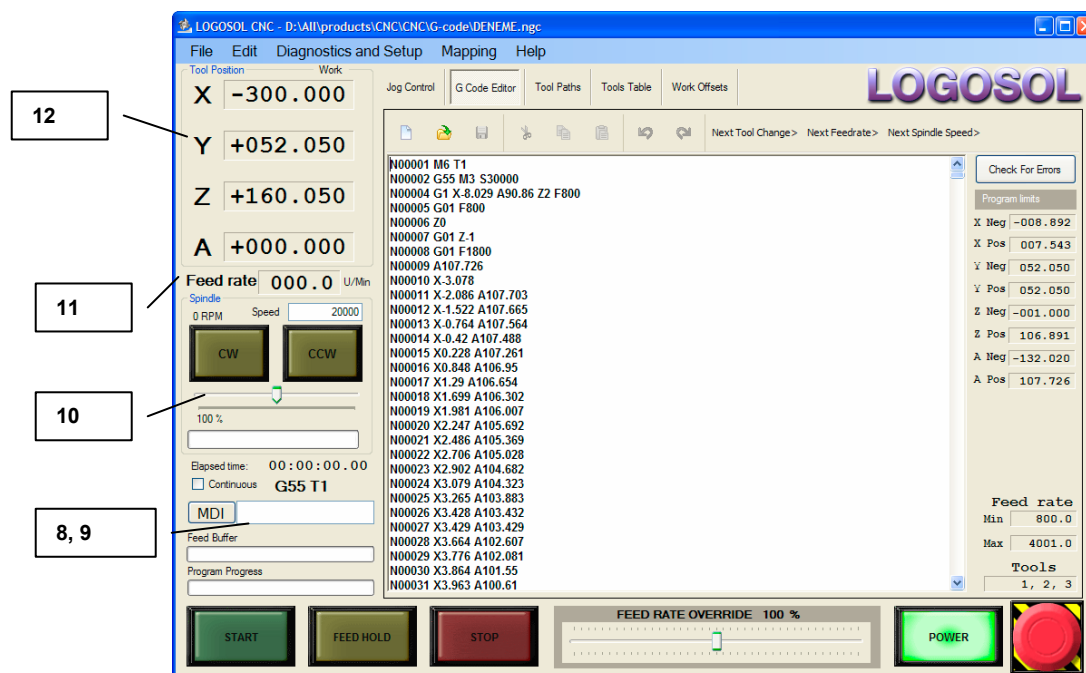 LOGOSOL CNC - D:\All\products\CNC\CNC\G-code\DENEME.ngc
File Edit Diagnostics and Setup Mapping Help
Tool Position Work
X -300.000
Y +052.050
Z +160.050
A +000.000
Feed rate 000.0 U/Min
Spindle
0 RPM Speed 20000
CW CCW
100 %
Elapsed time: 00:00:00.00
Continuous G55 T1
MDI
Feed Buffer
Program Progress
12
11
10
8, 9
Jog Control G Code Editor Tool Paths Tools Table Work Offsets
LOGOSOL
Next Tool Change> Next Feedrate> Next Spindle Speed>
N00001 M6 T1
N00002 G55 M3 S30000
N00004 G1 X-8.029 A90.86 Z2 F800
N00005 G01 F800
N00006 Z0
N00007 G01 Z-1
N00008 G01 F1800
N00009 A107.726
N00010 X-3.078
N00011 X-2.086 A107.703
N00012 X-1.522 A107.665
N00013 X-0.764 A107.564
N00014 X-0.42 A107.488
N00015 X0.228 A107.261
N00016 X0.848 A106.95
N00017 X1.29 A106.654
N00018 X1.699 A106.302
N00019 X1.981 A106.007
N00020 X2.247 A105.692
N00021 X2.486 A105.369
N00022 X2.706 A105.028
N00023 X2.902 A104.682
N00024 X3.079 A104.323
N00025 X3.265 A103.883
N00026 X3.428 A103.432
N00027 X3.429 A103.429
N00028 X3.664 A102.607
N00029 X3.776 A102.081
N00030 X3.864 A101.55
N00031 X3.963 A100.61
Check For Errors
Program limits
X Neg -008.892
X Pos 007.543
Y Neg 052.050
Y Pos 052.050
Z Neg -001.000
Z Pos 106.891
A Neg -132.020
A Pos 107.726
Feed rate
Min 800.0
Max 4001.0
Tools
1, 2, 3
START FEED HOLD STOP
FEED RATE OVERRIDE 100 %
POWER